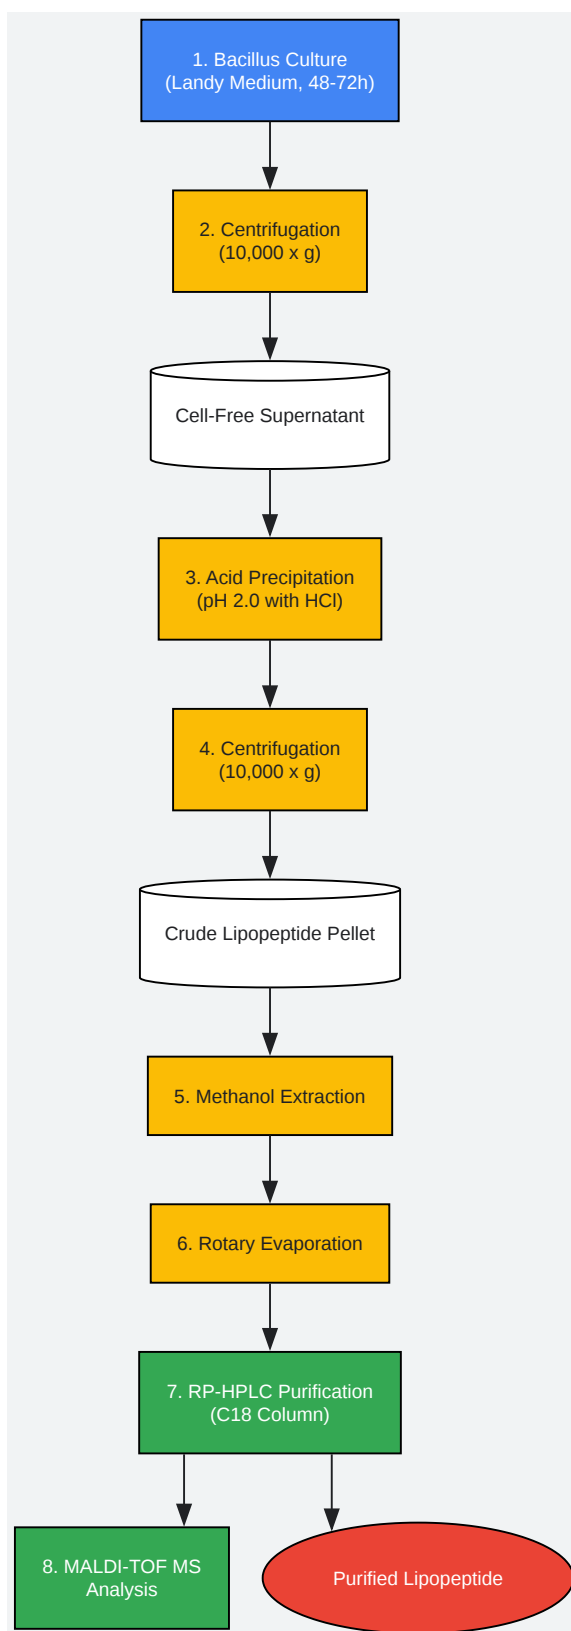 1. Bacillus Culture
(Landy Medium, 48-72h)
2. Centrifugation
(10,000 x g)
Cell-Free Supernatant
3. Acid Precipitation
(pH 2.0 with HCl)
4. Centrifugation
(10,000 x g)
Crude Lipopeptide Pellet
5. Methanol Extraction
6. Rotary Evaporation
7. RP-HPLC Purification
(C18 Column)
8. MALDI-TOF MS
Analysis
Purified Lipopeptide